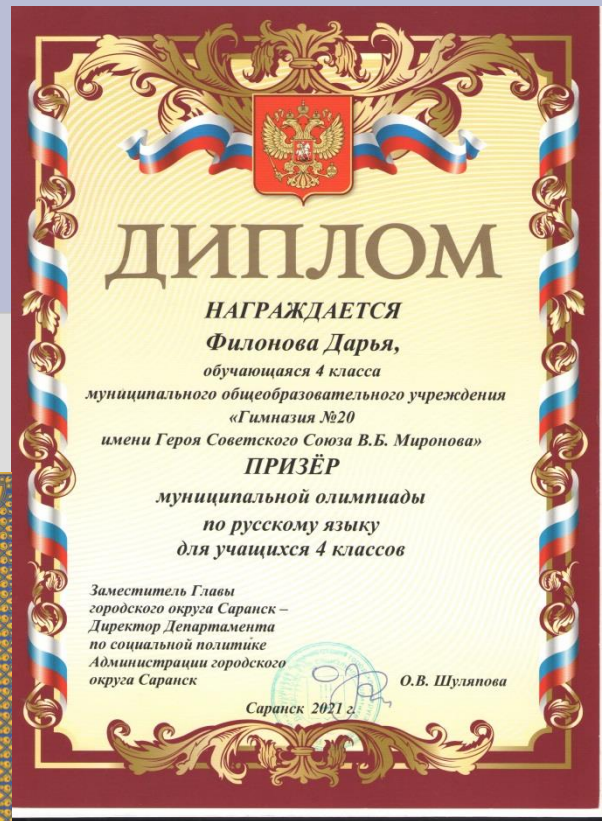 ДИПЛОМ
НАГРАЖДАЕТСЯ
Филонова Дарья,
обучающаяся 4 класса
муниципального общеобразовательного учреждения
«Гимназия №20
имени Героя Советского Союза В.Б. Миронова»
ПРИЗЁР
муниципальной олимпиады
по русскому языку
для учащихся 4 классов
Заместитель Главы
городского округа Саранск –
Директор Департамента
по социальной политике
Администрации городского
округа Саранск
О.В. Шуляпова
Саранск 2021 г.